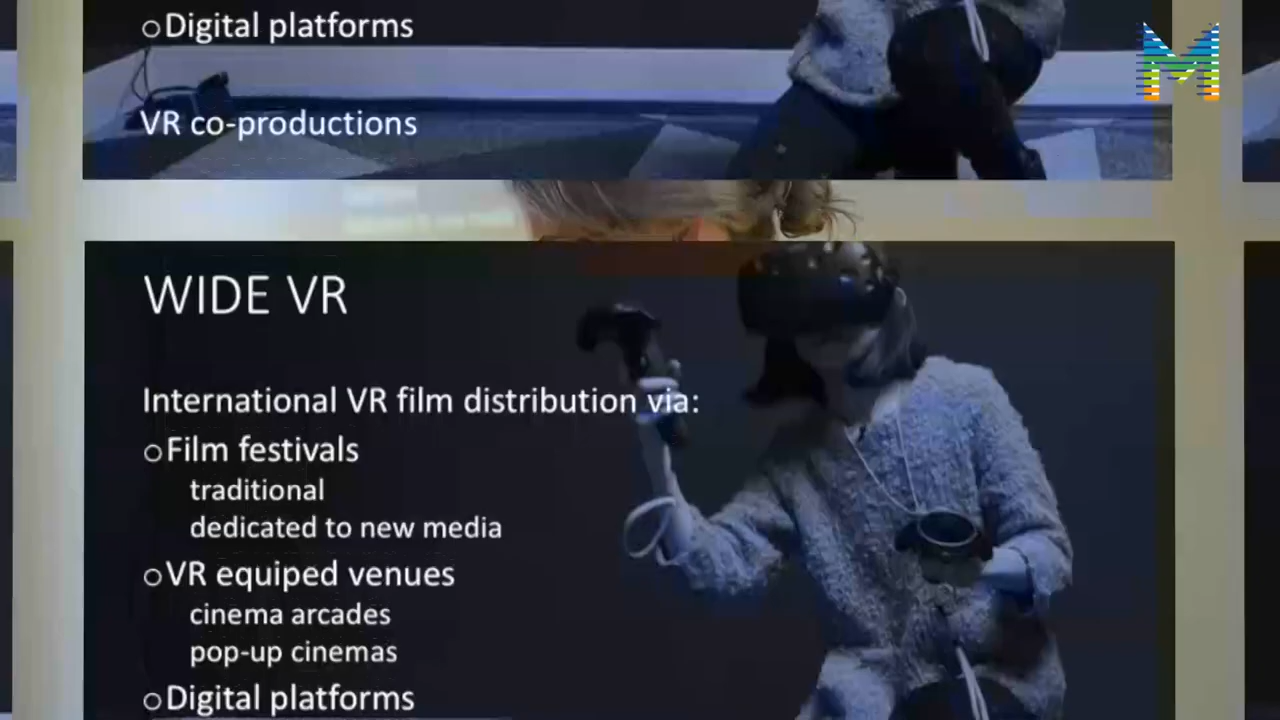 ○Digital platforms
VR co-productions
WIDE VR
International VR film distribution via:
○Film festivals
traditional
dedicated to new media
○VR equiped venues
cinema arcades
pop-up cinemas
○Digital platforms